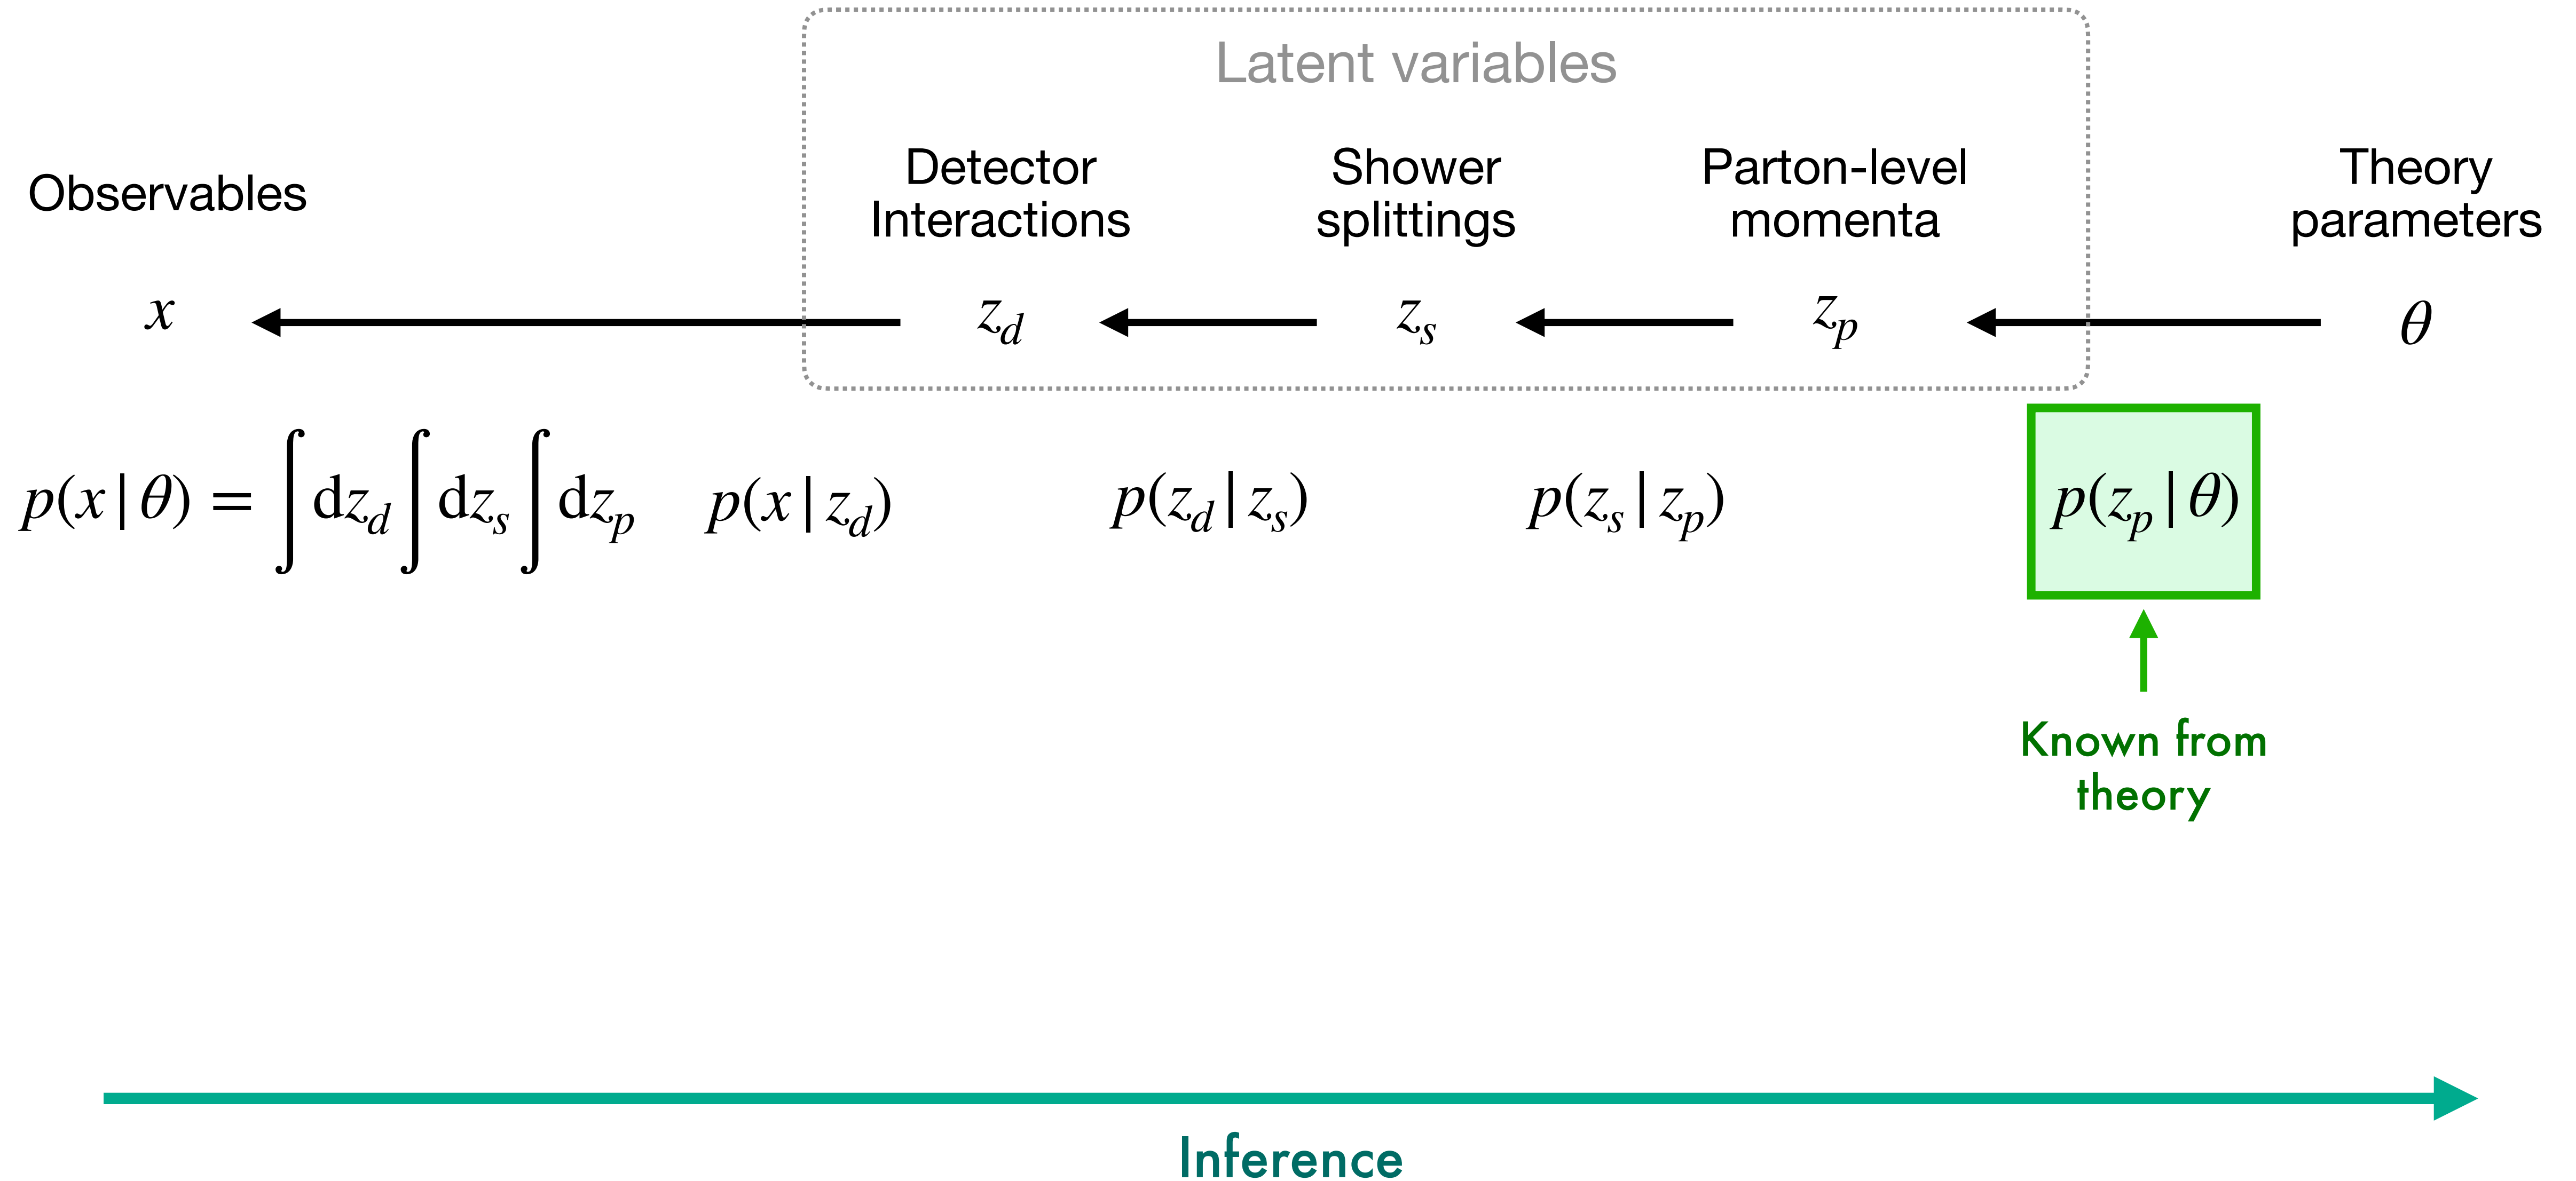 Latent variables
Observables
Detector
Interactions
Shower
splittings
Parton-level
momenta
Theory
parameters
x
z_d
z_s
z_p
θ
p(x|θ) = ∫dz_d ∫dz_s ∫dz_p p(x|z_d) p(z_d|z_s) p(z_s|z_p) p(z_p|θ)
Known from
theory
Inference